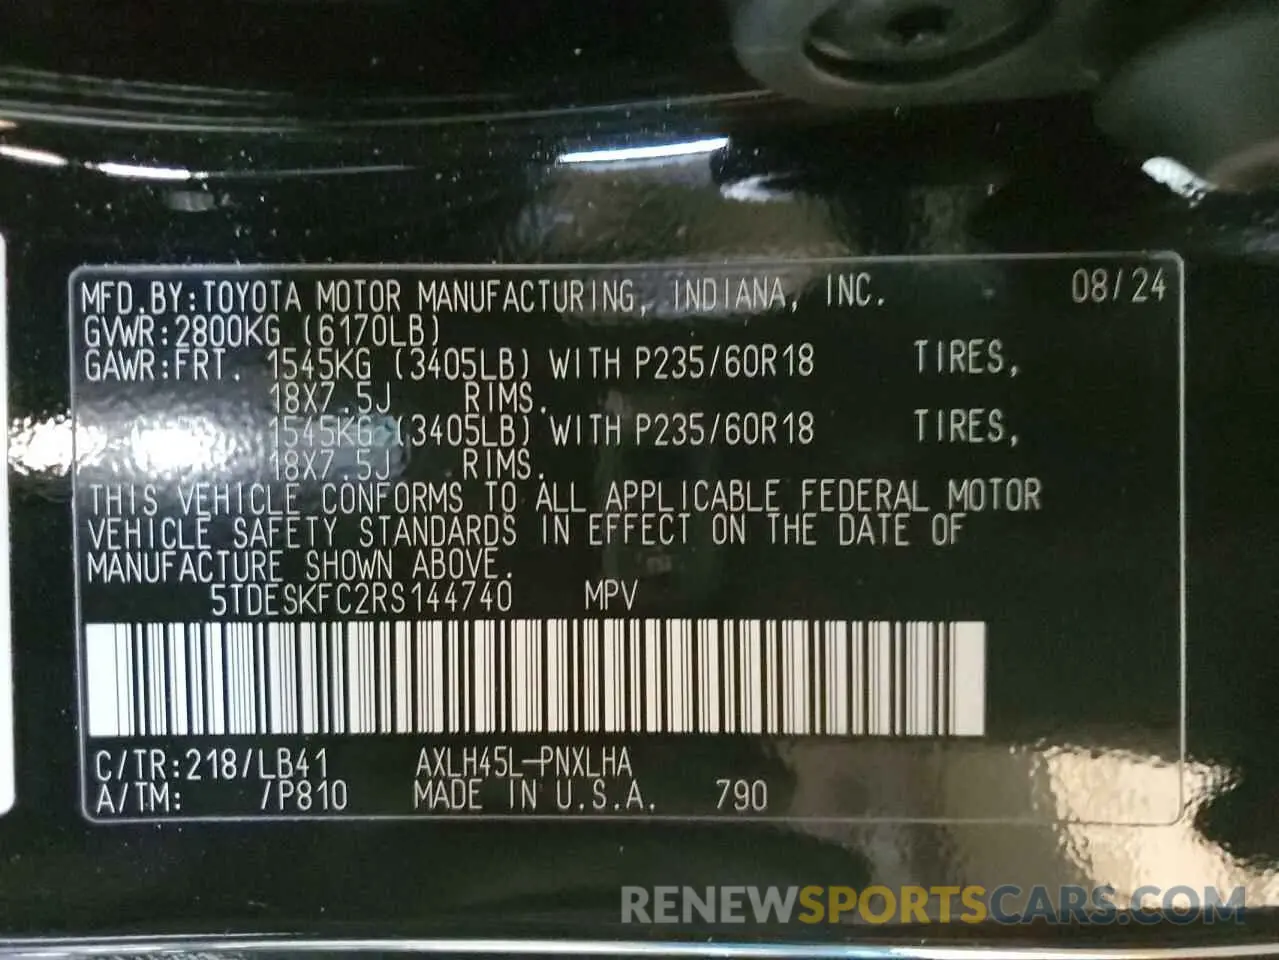 MFD.BY:TOYOTA MOTOR MANUFACTURING, INDIANA, INC. 08/24
GVWR:2800KG (6170LB)
GAWR:FRT. 1545KG (3405LB) WITH P235/60R18 TIRES,
18X7.5J RIMS.
1545KG (3405LB) WITH P235/60R18 TIRES,
18X7.5J RIMS.
THIS VEHICLE CONFORMS TO ALL APPLICABLE FEDERAL MOTOR
VEHICLE SAFETY STANDARDS IN EFFECT ON THE DATE OF
MANUFACTURE SHOWN ABOVE.
5TDESKFC2RS144740 MPV
C/TR:218/LB41 AXLH45L-PNXLHA
A/TM: /P810 MADE IN U.S.A. 790
RENEWSPORTSCARS.COM